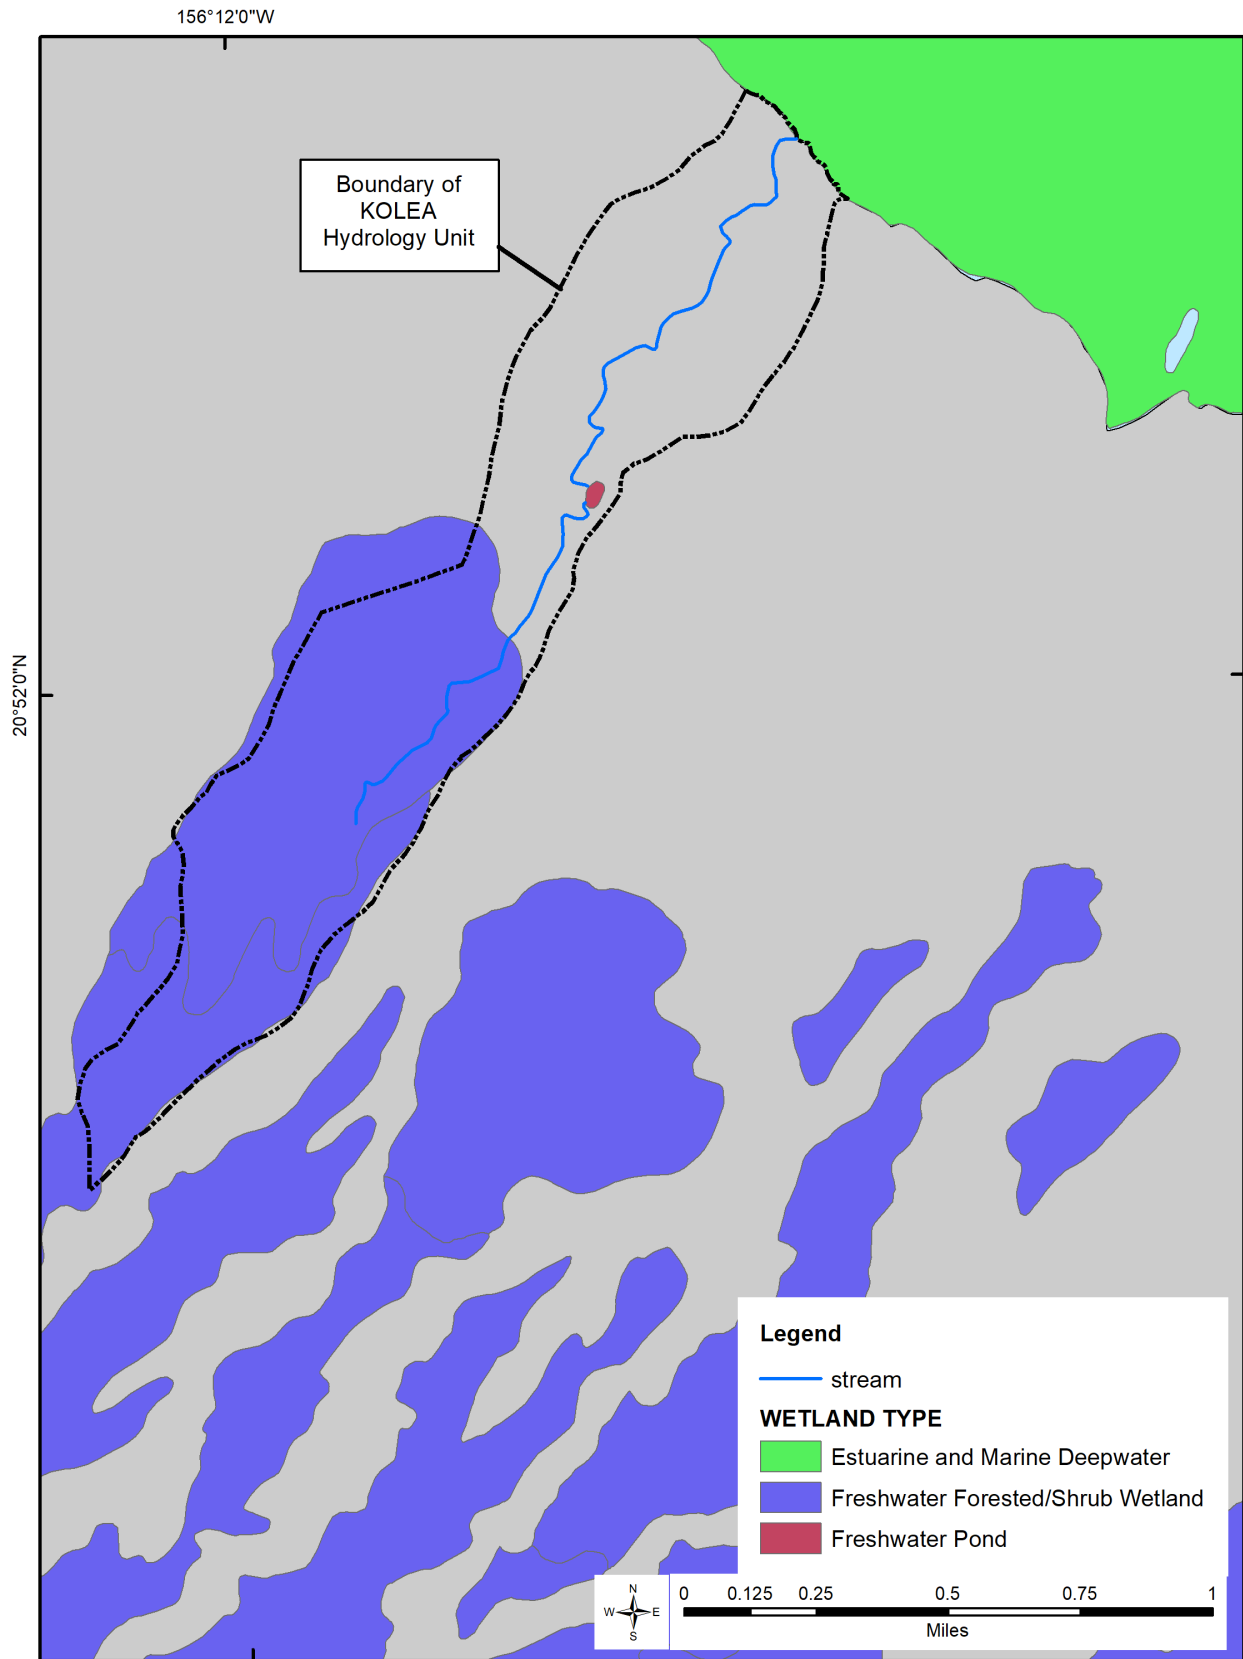 156°12'0"W
Boundary of
KOLEA
Hydrology Unit
20°52'0"N
Legend
stream
WETLAND TYPE
Estuarine and Marine Deepwater
Freshwater Forested/Shrub Wetland
Freshwater Pond
N
W E
S
0 0.125 0.25 0.5 0.75 1
Miles